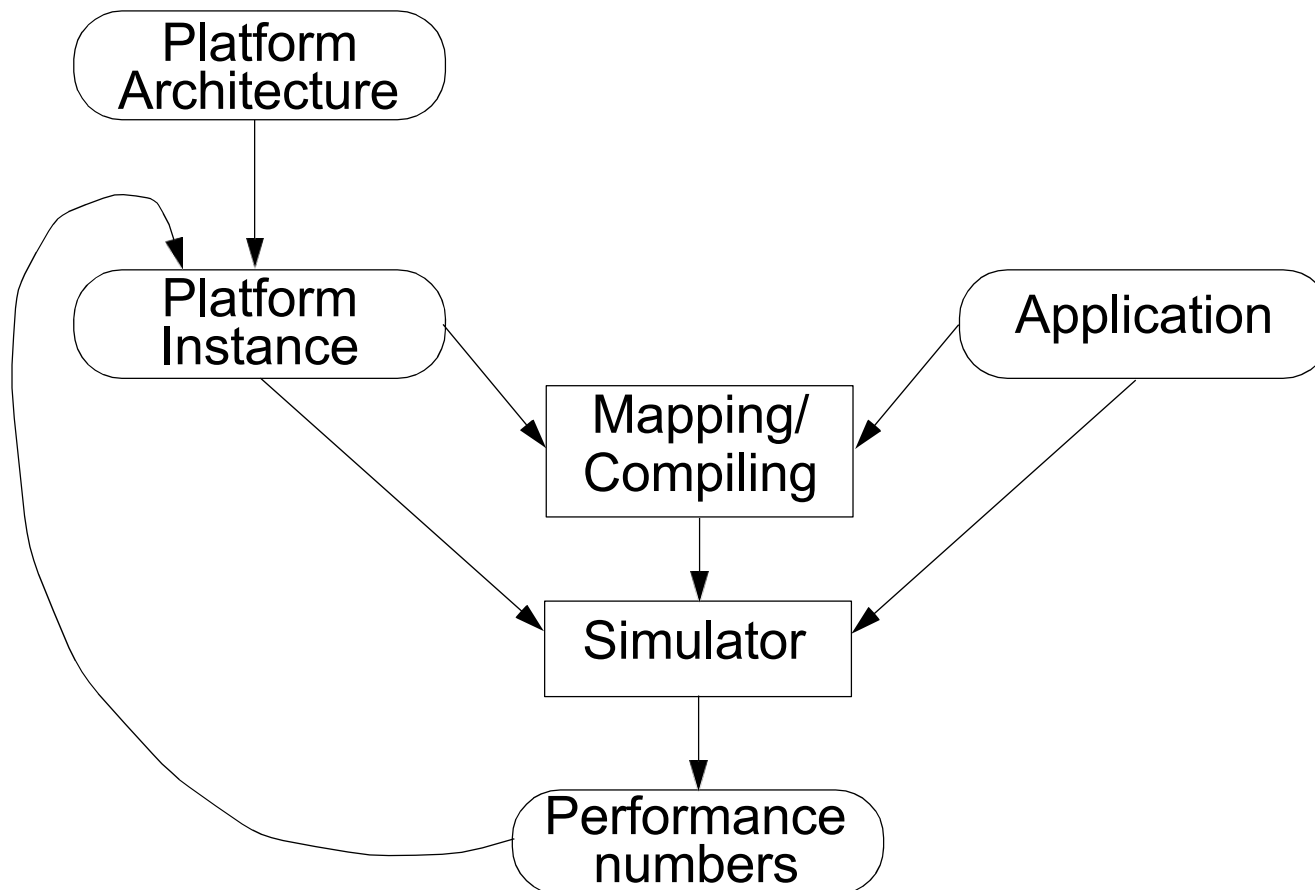 Platform
Architecture
Platform
Instance
Application
Mapping/
Compiling
Simulator
Performance
numbers